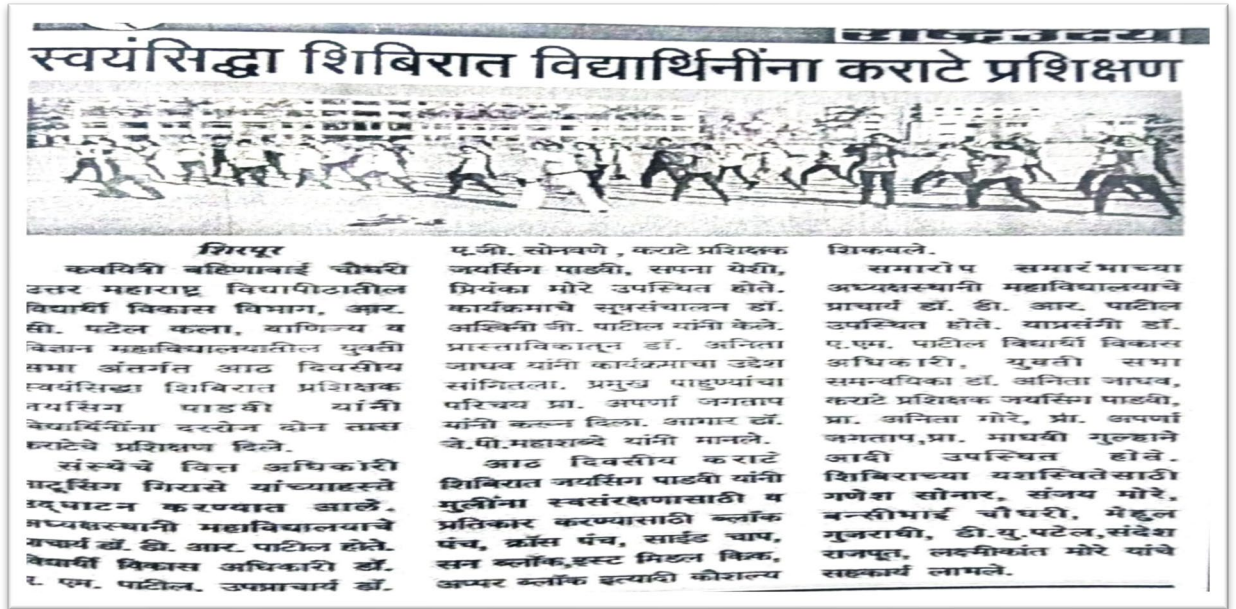 स्वयंसिद्धा शिबिरात विद्यार्थिनींना कराटे प्रशिक्षण
शिरपूर
कवयित्री बहिणाबाई चौधरी
उत्तर महाराष्ट्र विद्यापीठातील
विद्यार्थी विकास विभाग, आर.
सी. पटेल कला, वाणिज्य व
विज्ञान महाविद्यालयातील युवती
सभा अंतर्गत आठ दिवसीय
स्वयंसिद्धा शिबिरात प्रशिक्षक
जयसिंग पाडवी यांनी
विद्यार्थिनींना दररोज दोन तास
कराटेचे प्रशिक्षण दिले.
संस्थेचे वित्त अधिकारी
नाटूसिंग गिरासे यांच्याहस्ते
उद्घाटन करण्यात आले.
अध्यक्षस्थानी महाविद्यालयाचे
प्राचार्य डॉ. डी. आर. पाटील होते.
विद्यार्थी विकास अधिकारी डॉ.
ए. एम. पाटील, उपप्राचार्य डॉ.
ए.जी. सोनवणे , कराटे प्रशिक्षक
जयसिंग पाडवी, सपना येशी,
प्रियंका मोरे उपस्थित होते.
कार्यक्रमाचे सूत्रसंचालन डॉ.
अश्विनी जी. पाटील यांनी केले.
प्रास्ताविकातून डॉ. अनिता
जाधव यांनी कार्यक्रमाचा उद्देश
सांगितला. प्रमुख पाहुण्यांचा
परिचय प्रा. अपर्णा जगताप
यांनी करून दिला. आभार डॉ.
जे.पी.महाशब्दे यांनी मानले.
आठ दिवसीय कराटे
शिबिरात जयसिंग पाडवी यांनी
मुलींना स्वसंरक्षणासाठी व
प्रतिकार करण्यासाठी ब्लॉक
पंच, क्रॉस पंच, साईड चाप,
सन ब्लॉक,इस्ट मिडल किक,
अप्पर ब्लॉक इत्यादी कौशल्य
शिकवले.
समारोप समारंभाच्या
अध्यक्षस्थानी महाविद्यालयाचे
प्राचार्य डॉ. डी. आर. पाटील
उपस्थित होते. याप्रसंगी डॉ.
ए.एम. पाटील विद्यार्थी विकास
अधिकारी, युवती सभा
समन्वयिका डॉ. अनिता जाधव,
कराटे प्रशिक्षक जयसिंग पाडवी,
प्रा. अनिता गोरे, प्रा. अपर्णा
जगताप,प्रा. माधवी गुल्हाने
आदी उपस्थित होते.
शिबिराच्या यशस्वितेसाठी
गणेश सोनार, संजय मोरे,
बन्सीभाई चौधरी, मेहूल
गुजराथी, डी.यु.पटेल,संदेश
राजपूत, लक्ष्मीकांत मोरे यांचे
सहकार्य लाभले.